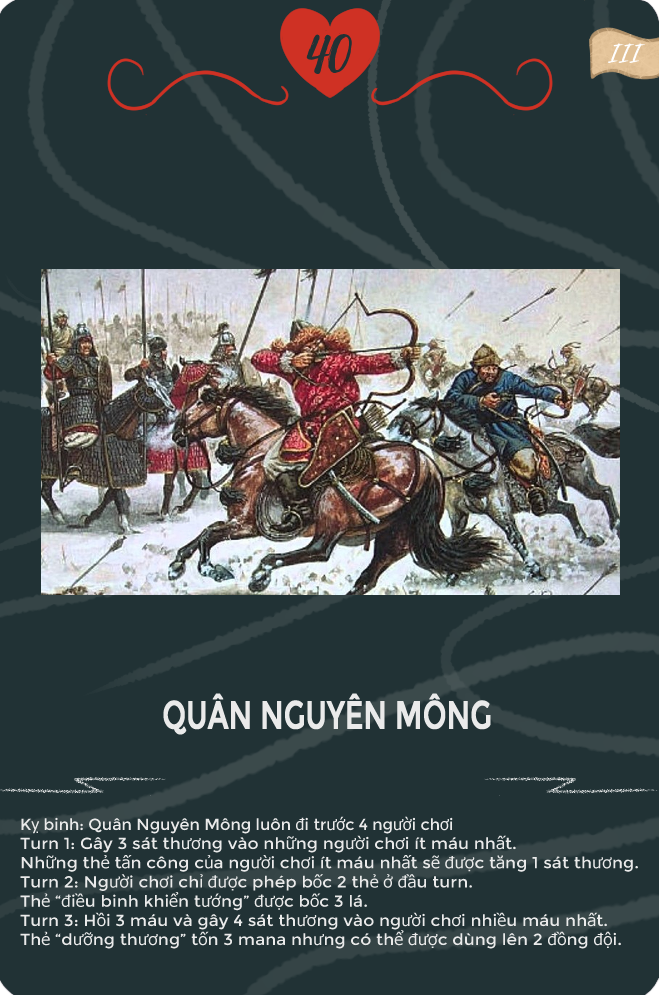 40
III
QUÂN NGUYÊN MÔNG
Kỵ binh: Quân Nguyên Mông luôn đi trước 4 người chơi
Turn 1: Gây 3 sát thương vào những người chơi ít máu nhất.
Những thẻ tấn công của người chơi ít máu nhất sẽ được tăng 1 sát thương.
Turn 2: Người chơi chỉ được phép bốc 2 thẻ ở đầu turn.
Thẻ “điều binh khiển tướng” được bốc 3 lá.
Turn 3: Hồi 3 máu và gây 4 sát thương vào người chơi nhiều máu nhất.
Thẻ “dưỡng thương” tốn 3 mana nhưng có thể được dùng lên 2 đồng đội.